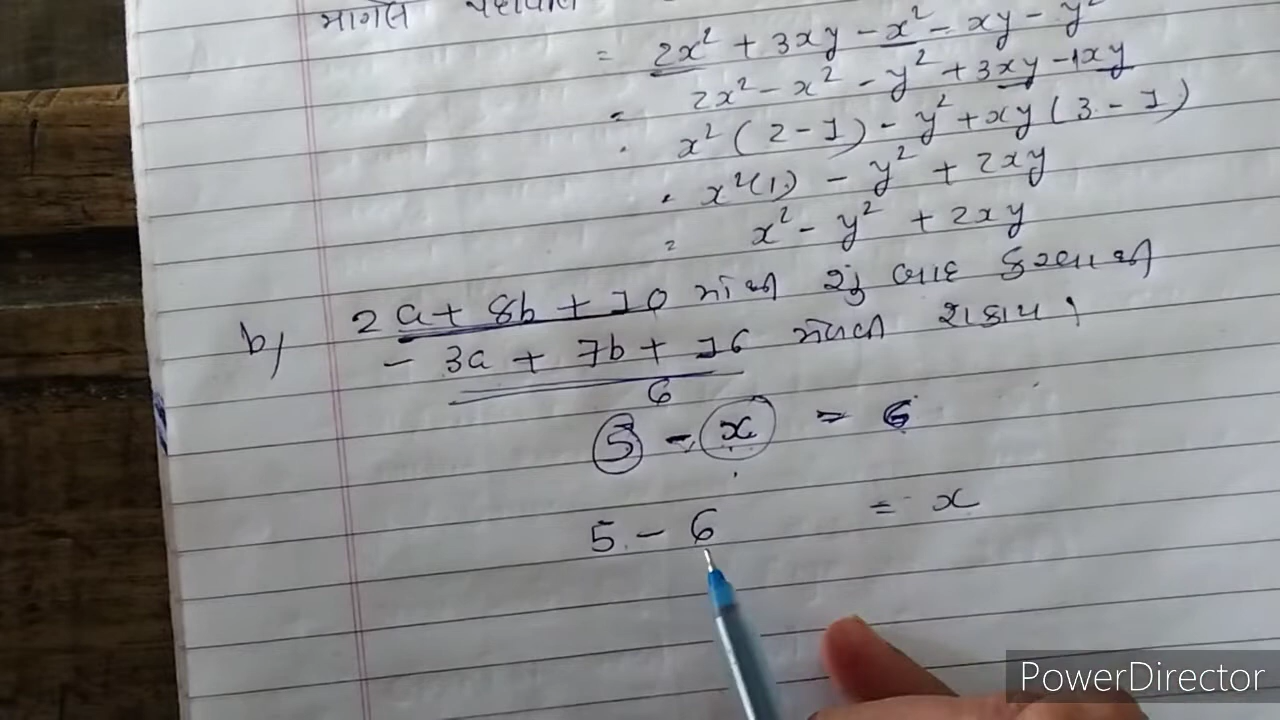 = 2x² + 3xy - x² - xy - y²
= 2x² - x² - y² + 3xy - 1xy
x² ( 2 - 1 ) - y² + xy ( 3 - 1 )
x² (1) - y² + 2xy
= x² - y² + 2xy
b) 2a + 8b + 10 માંથી શું બાદ કરવાથી
- 3a + 7b + 16 મેળવી શકાય ?
6
5 - x = 6
5 - 6 = x
PowerDirector